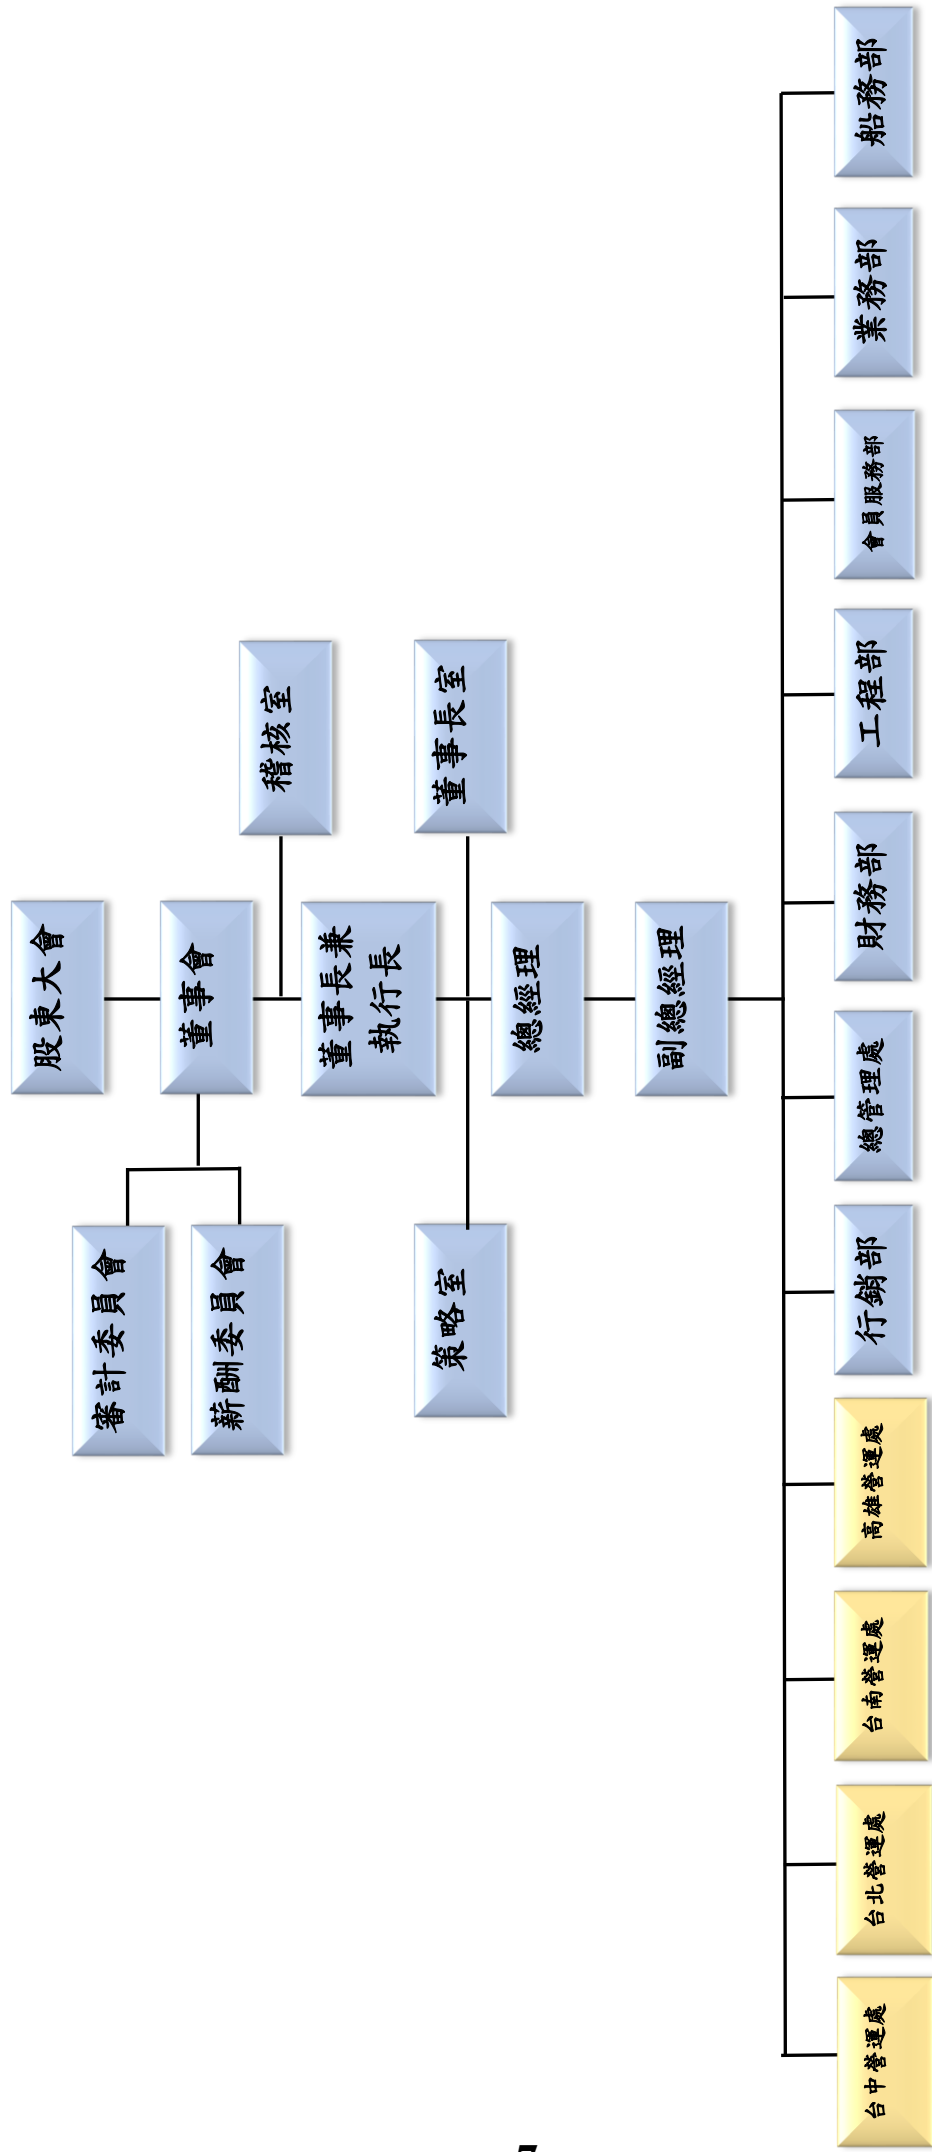 股東大會
審計委員會
董事會
薪酬委員會
稽核室
董事長兼
執行長
策略室
董事長室
總經理
副總經理
台中營運處
台北營運處
台南營運處
高雄營運處
行銷部
總管理處
財務部
工程部
會員服務部
業務部
船務部